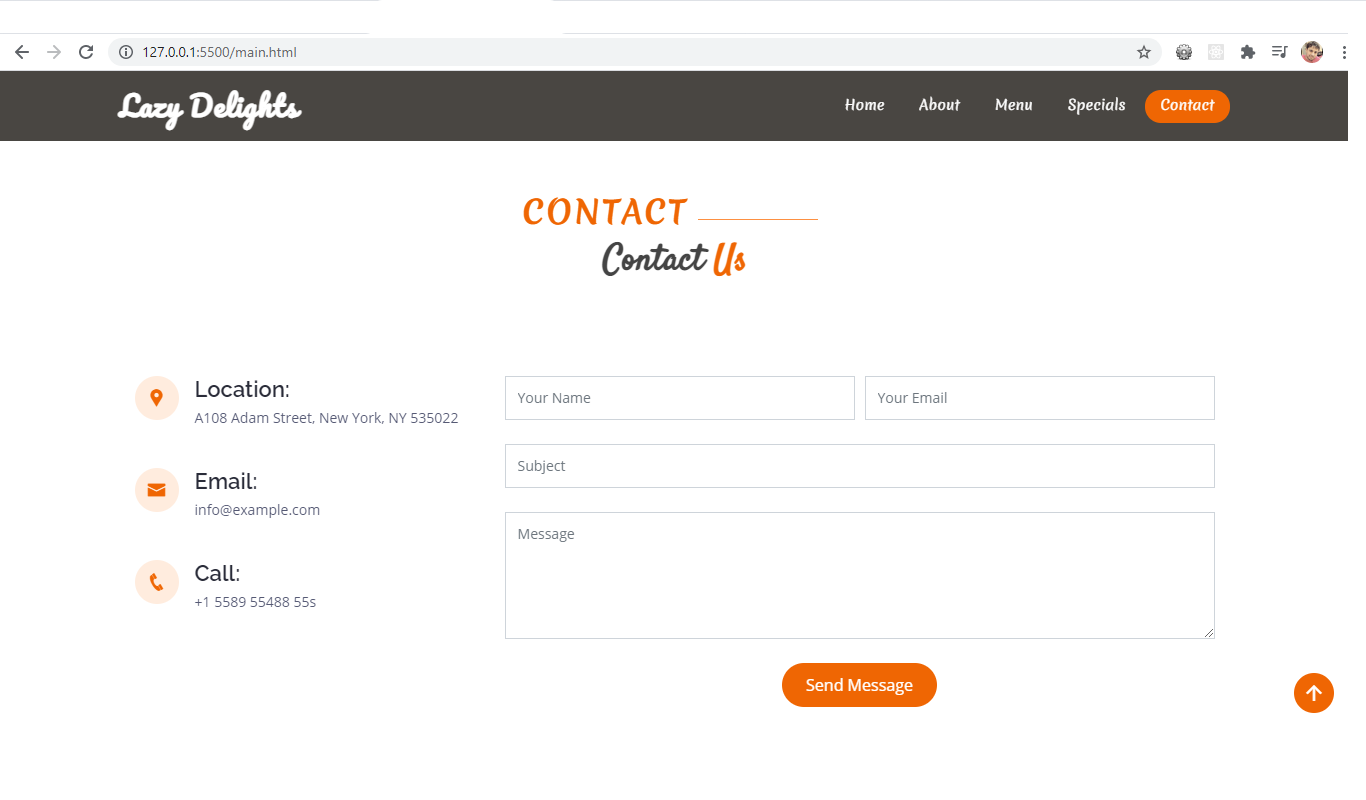 127.0.0.1:5500/main.html
Lazy Delights
Home About Menu Specials Contact
CONTACT
Contact Us
Location:
A108 Adam Street, New York, NY 535022
Email:
info@example.com
Call:
+1 5589 55488 55s
Your Name Your Email
Subject
Message
Send Message